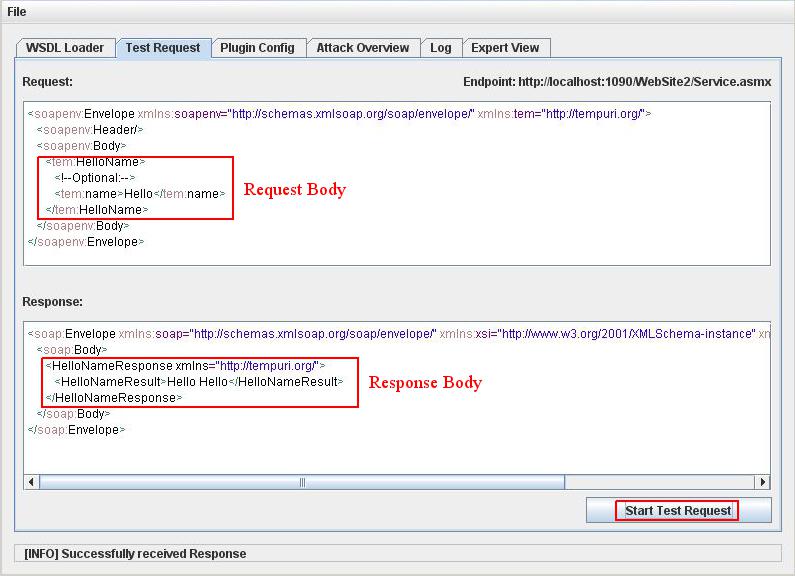 File
WSDL Loader Test Request Plugin Config Attack Overview Log Expert View
Request: Endpoint: http://localhost:1090/WebSite2/Service.asmx
<soapenv:Envelope xmlns:soapenv="http://schemas.xmlsoap.org/soap/envelope/" xmlns:tem="http://tempuri.org/">
<soapenv:Header/>
<soapenv:Body>
<tem:HelloName>
<!--Optional:-->
<tem:name>Hello</tem:name>
</tem:HelloName>
</soapenv:Body>
</soapenv:Envelope>
Request Body
Response:
<soap:Envelope xmlns:soap="http://schemas.xmlsoap.org/soap/envelope/" xmlns:xsi="http://www.w3.org/2001/XMLSchema-instance" xn
<soap:Body>
<HelloNameResponse xmlns="http://tempuri.org/">
<HelloNameResult>Hello Hello</HelloNameResult>
</HelloNameResponse>
</soap:Body>
</soap:Envelope>
Response Body
Start Test Request
[INFO] Successfully received Response